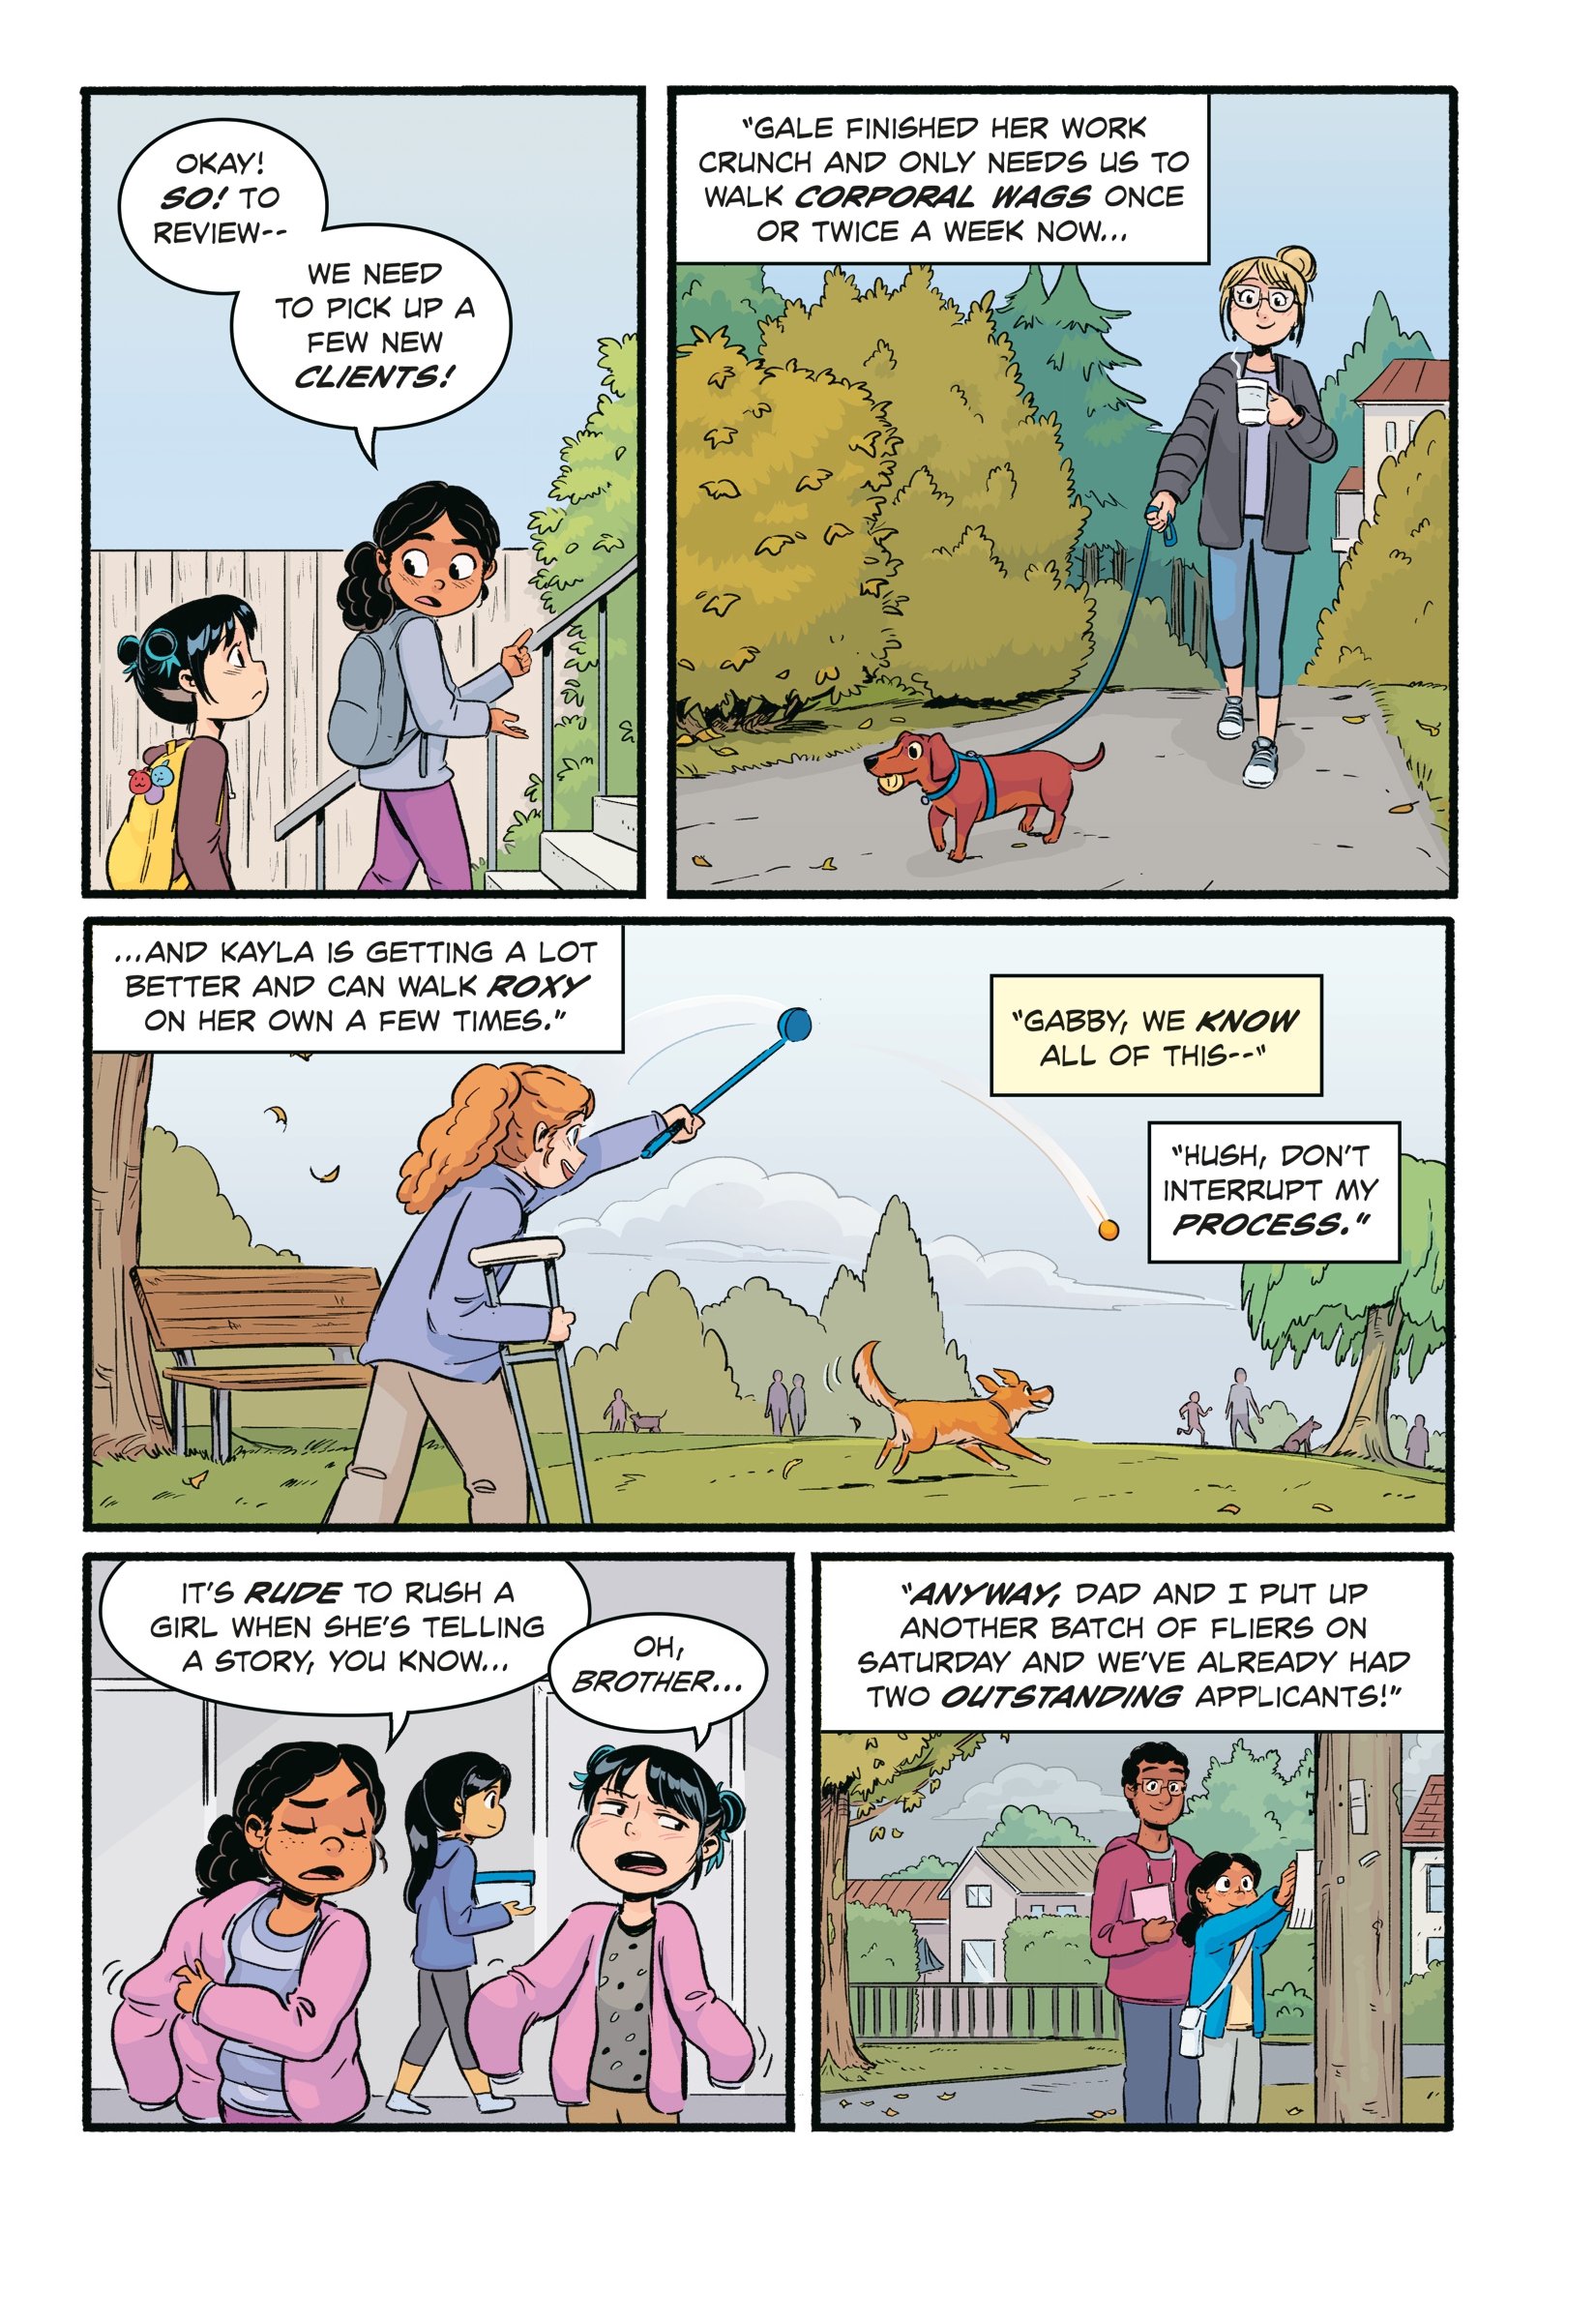 OKAY!
SO! TO
REVIEW--
WE NEED
TO PICK UP A
FEW NEW
CLIENTS!
"GALE FINISHED HER WORK
CRUNCH AND ONLY NEEDS US TO
WALK CORPORAL WAGS ONCE
OR TWICE A WEEK NOW...
...AND KAYLA IS GETTING A LOT
BETTER AND CAN WALK ROXY
ON HER OWN A FEW TIMES."
"GABBY, WE KNOW
ALL OF THIS--"
"HUSH, DON'T
INTERRUPT MY
PROCESS."
IT'S RUDE TO RUSH A
GIRL WHEN SHE'S TELLING
A STORY, YOU KNOW...
OH,
BROTHER...
"ANYWAY, DAD AND I PUT UP
ANOTHER BATCH OF FLIERS ON
SATURDAY AND WE'VE ALREADY HAD
TWO OUTSTANDING APPLICANTS!"